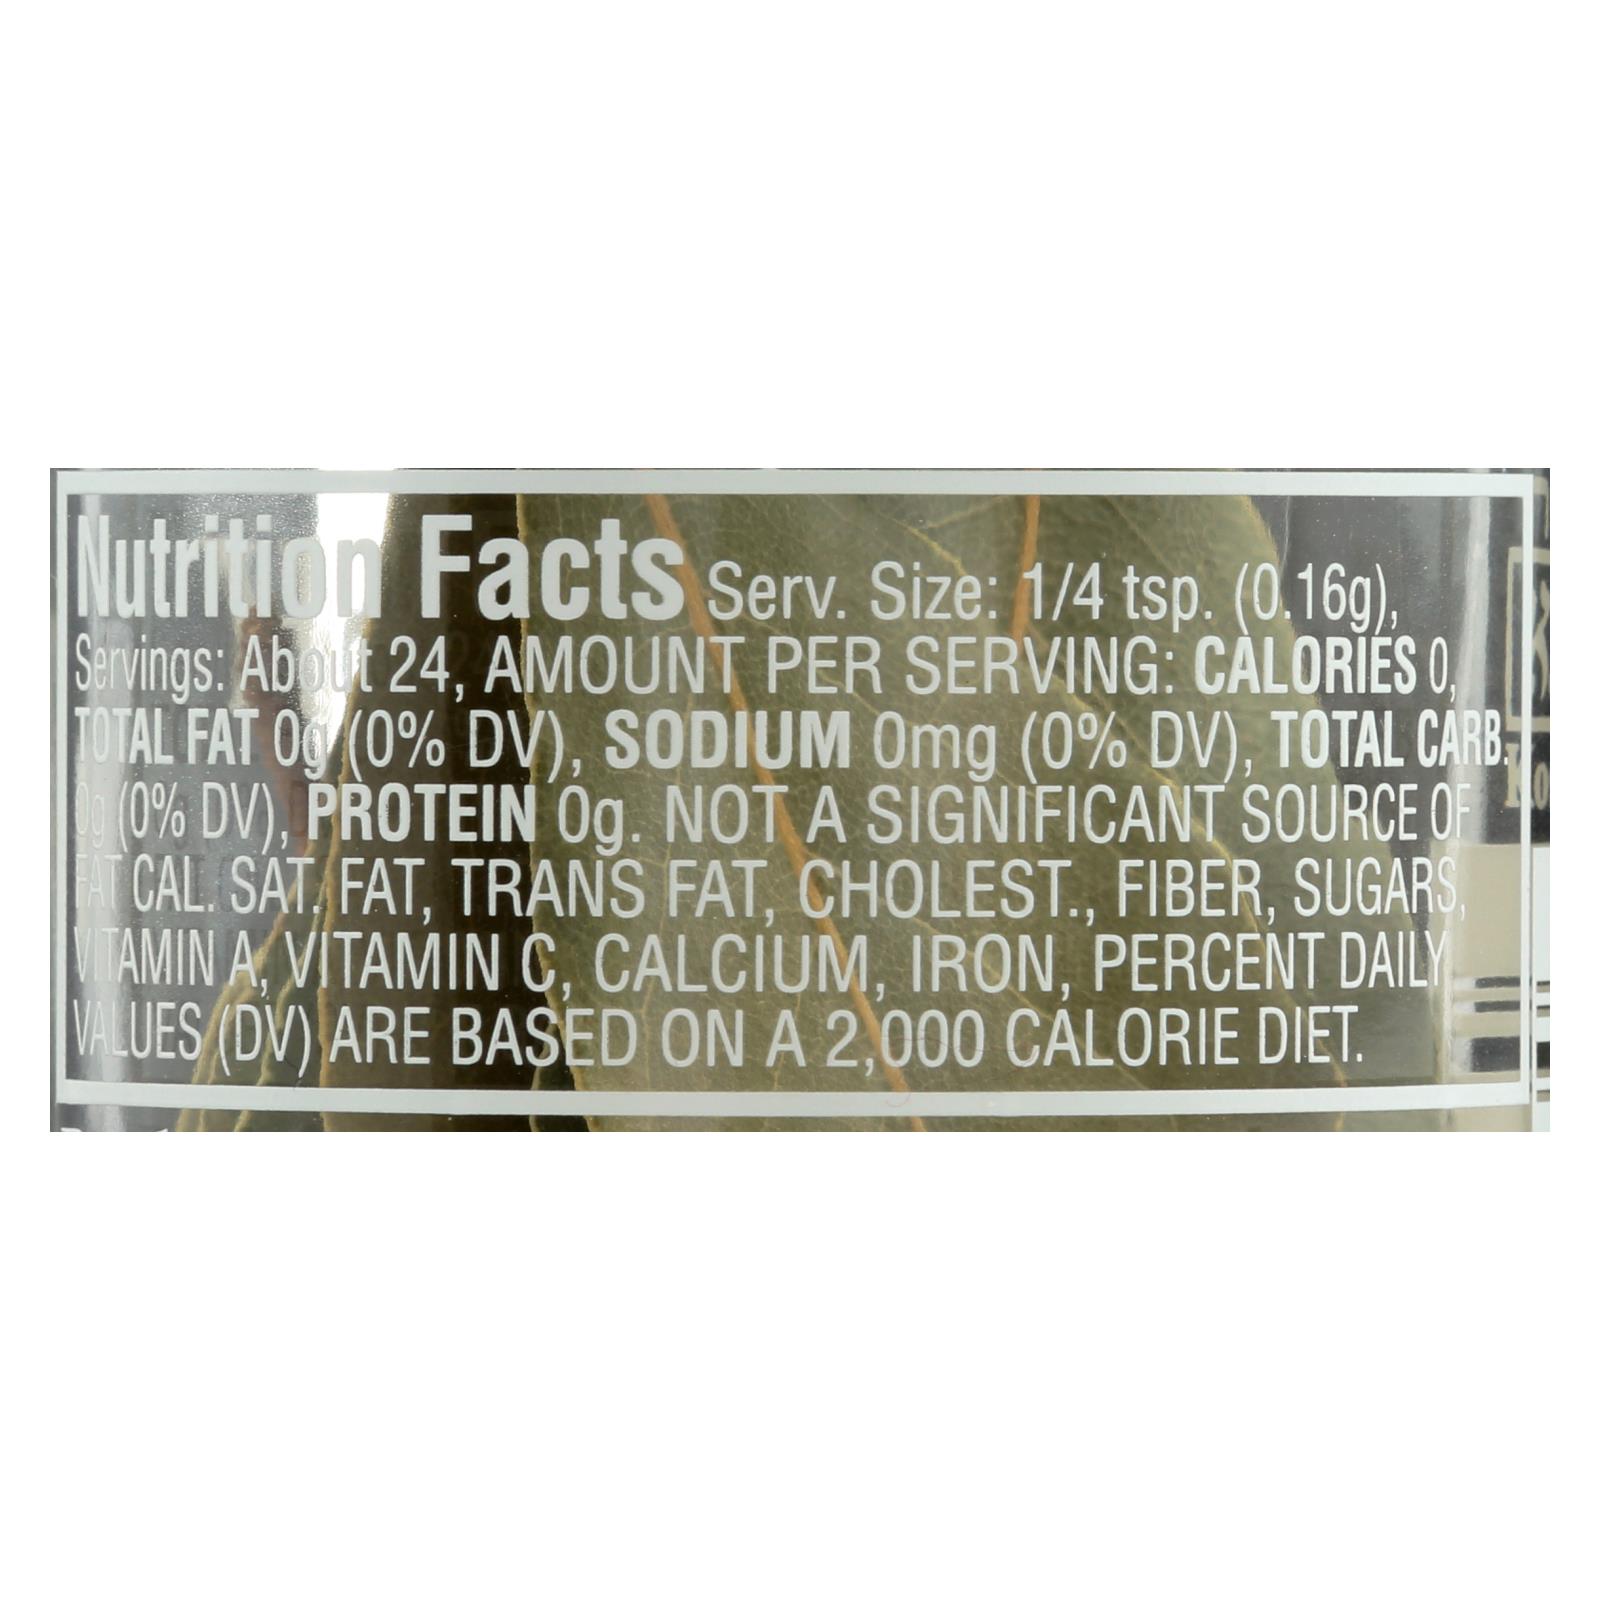 Nutrition Facts Serv. Size: 1/4 tsp. (0.16g),
Servings: About 24, AMOUNT PER SERVING: CALORIES 0,
TOTAL FAT 0g (0% DV), SODIUM 0mg (0% DV), TOTAL CARB.
0g (0% DV), PROTEIN 0g. NOT A SIGNIFICANT SOURCE OF
FAT CAL. SAT. FAT, TRANS FAT, CHOLEST., FIBER, SUGARS,
VITAMIN A, VITAMIN C, CALCIUM, IRON, PERCENT DAILY
VALUES (DV) ARE BASED ON A 2,000 CALORIE DIET.